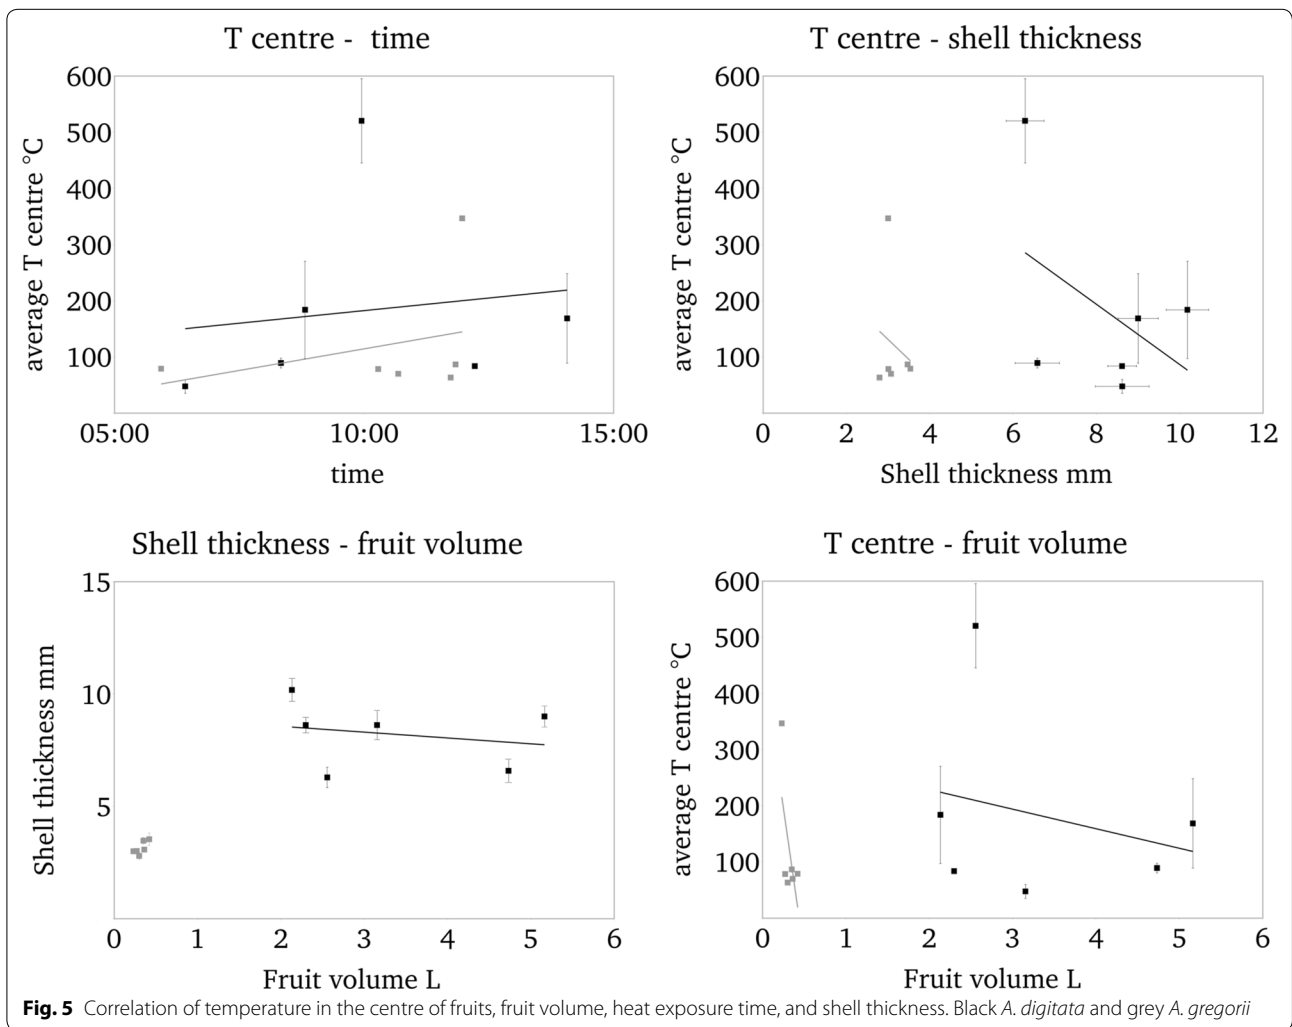 T centre - time
600
500
400
300
200
100
average T centre °C
05:00 10:00 15:00
time
T centre - shell thickness
600
500
400
300
200
100
average T centre °C
0 2 4 6 8 10 12
Shell thickness mm
Shell thickness - fruit volume
15
10
5
Shell thickness mm
0 1 2 3 4 5 6
Fruit volume L
T centre - fruit volume
600
500
400
300
200
100
average T centre °C
0 1 2 3 4 5 6
Fruit volume L
Fig. 5 Correlation of temperature in the centre of fruits, fruit volume, heat exposure time, and shell thickness. Black A. digitata and grey A. gregorii